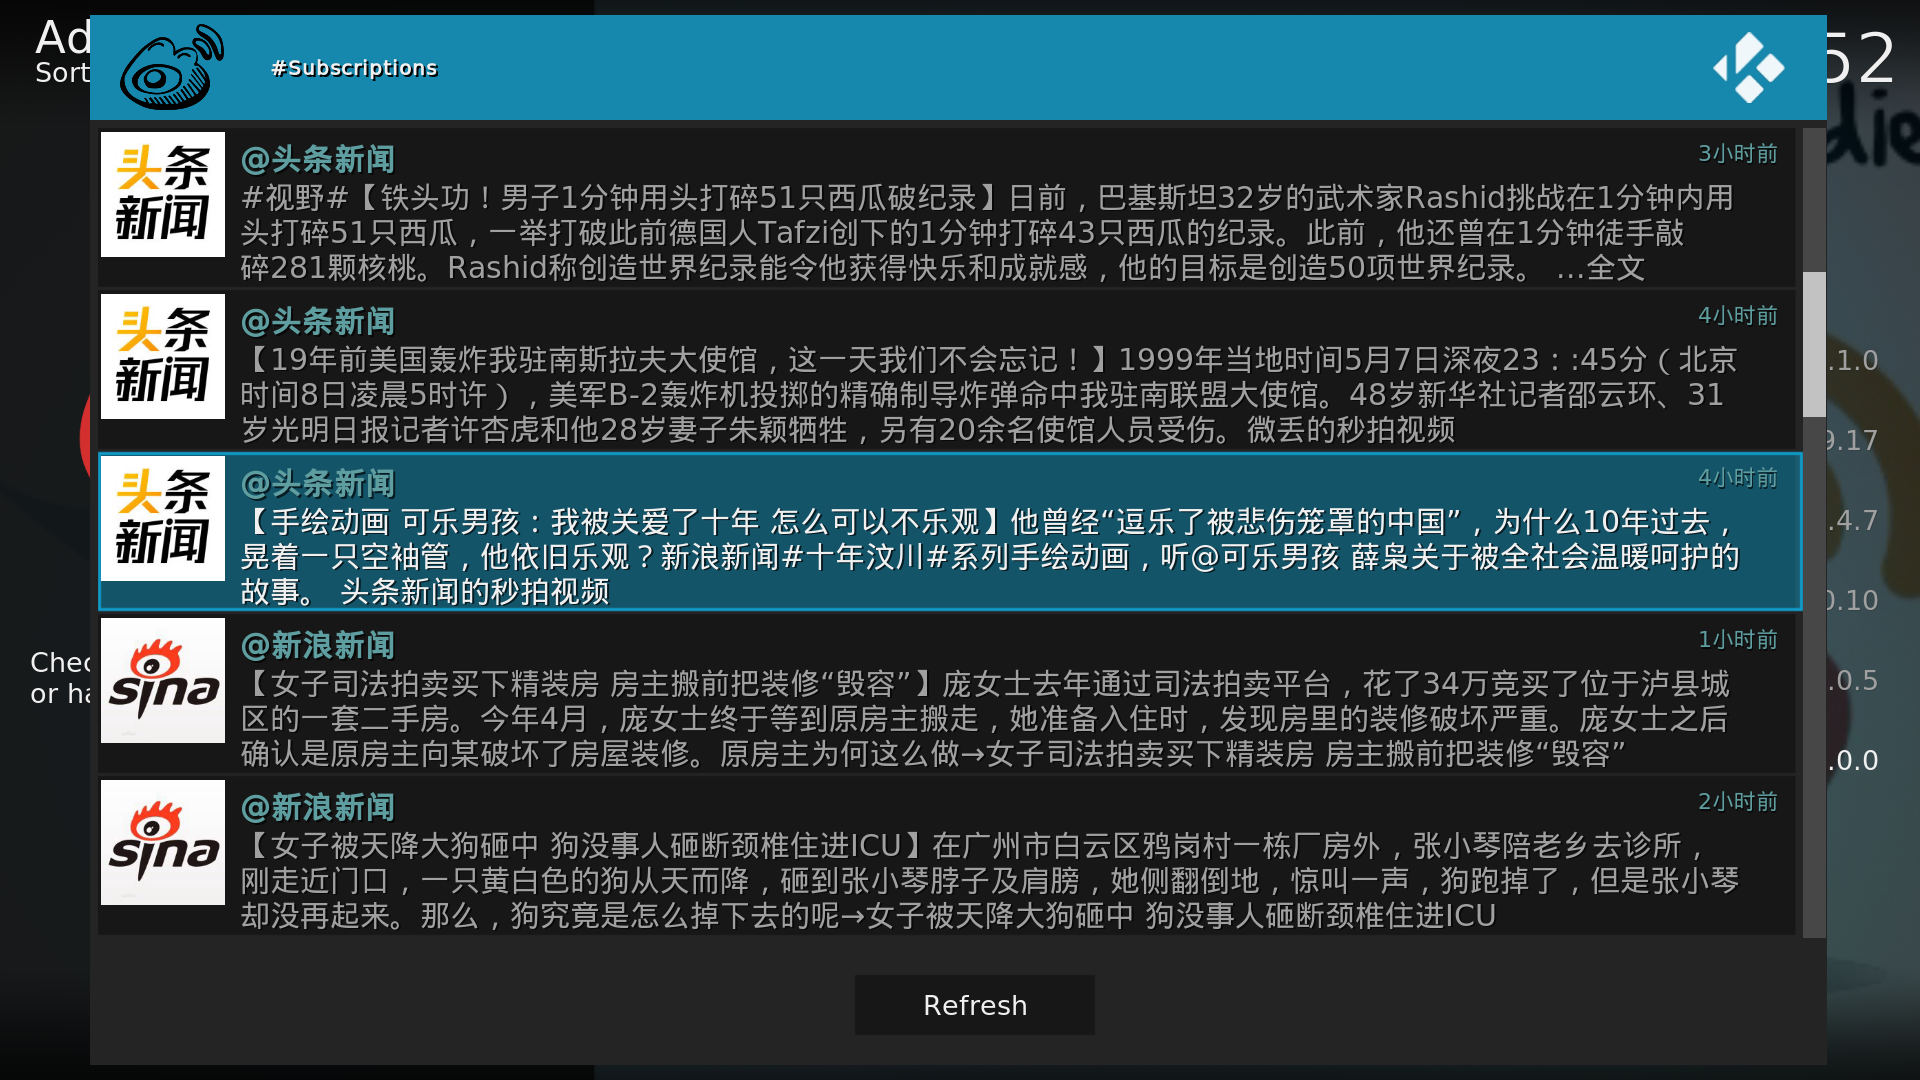 Ad
Sort
#Subscriptions
52
die
头条
新闻
@头条新闻
3小时前
#视野#【铁头功！男子1分钟用头打碎51只西瓜破纪录】日前，巴基斯坦32岁的武术家Rashid挑战在1分钟内用
头打碎51只西瓜，一举打破此前德国人Tafzi创下的1分钟打碎43只西瓜的纪录。此前，他还曾在1分钟徒手敲
碎281颗核桃。Rashid称创造世界纪录能令他获得快乐和成就感，他的目标是创造50项世界纪录。 ...全文
头条
新闻
@头条新闻
4小时前
【19年前美国轰炸我驻南斯拉夫大使馆，这一天我们不会忘记！】1999年当地时间5月7日深夜23：:45分（北京
时间8日凌晨5时许），美军B-2轰炸机投掷的精确制导炸弹命中我驻南联盟大使馆。48岁新华社记者邵云环、31
岁光明日报记者许杏虎和他28岁妻子朱颖牺牲，另有20余名使馆人员受伤。微丢的秒拍视频
头条
新闻
@头条新闻
4小时前
【手绘动画 可乐男孩：我被关爱了十年 怎么可以不乐观】他曾经“逗乐了被悲伤笼罩的中国”，为什么10年过去，
晃着一只空袖管，他依旧乐观？新浪新闻#十年汶川#系列手绘动画，听@可乐男孩 薛枭关于被全社会温暖呵护的
故事。 头条新闻的秒拍视频
sina
@新浪新闻
1小时前
【女子司法拍卖买下精装房 房主搬前把装修“毁容”】庞女士去年通过司法拍卖平台，花了34万竞买了位于泸县城
区的一套二手房。今年4月，庞女士终于等到原房主搬走，她准备入住时，发现房里的装修破坏严重。庞女士之后
确认是原房主向某破坏了房屋装修。原房主为何这么做→女子司法拍卖买下精装房 房主搬前把装修“毁容”
sina
@新浪新闻
2小时前
【女子被天降大狗砸中 狗没事人砸断颈椎住进ICU】在广州市白云区鸦岗村一栋厂房外，张小琴陪老乡去诊所，
刚走近门口，一只黄白色的狗从天而降，砸到张小琴脖子及肩膀，她侧翻倒地，惊叫一声，狗跑掉了，但是张小琴
却没再起来。那么，狗究竟是怎么掉下去的呢→女子被天降大狗砸中 狗没事人砸断颈椎住进ICU
.1.0
9.17
.4.7
0.10
.0.5
.0.0
Chec
or ha
Refresh